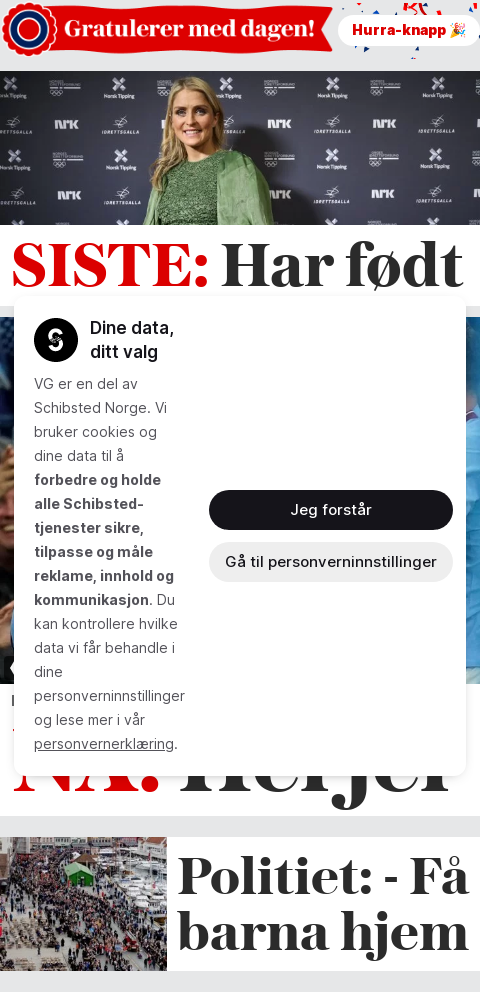 Gratulerer med dagen!
Hurra-knapp 🎉
Norsk Tipping
NRK
IDRETTSGALLA
SISTE: Har født
Dine data,
ditt valg
VG er en del av
Schibsted Norge. Vi
bruker cookies og
dine data til å
forbedre og holde
alle Schibsted-
tjenester sikre,
tilpasse og måle
reklame, innhold og
kommunikasjon. Du
kan kontrollere hvilke
data vi får behandle i
dine
personverninnstillinger
og lese mer i vår
personvernerklæring.
Jeg forstår
Gå til personverninnstillinger
NÅ: Herjer
Politiet: - Få
barna hjem